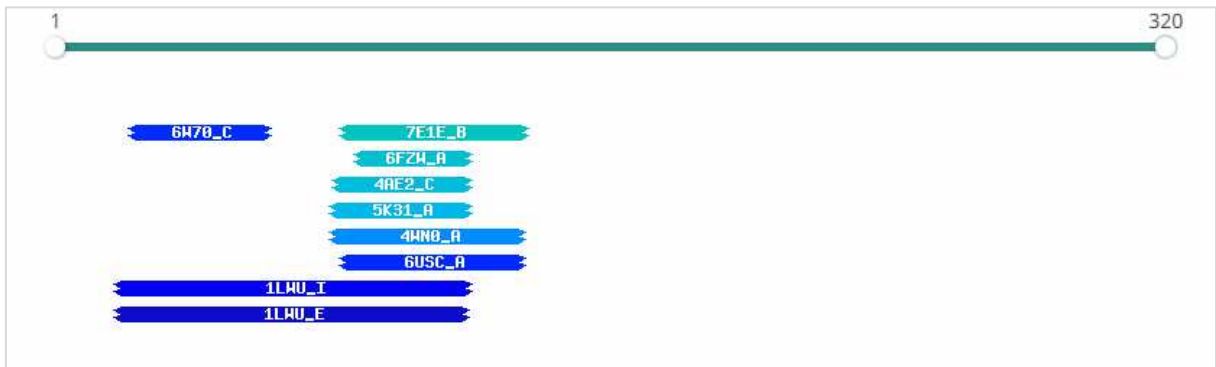 1 320
6W70_C 7E1E_B
6FZW_A
4AE2_C
5K31_A
4WN0_A
6USC_A
1LWU_I
1LWU_E